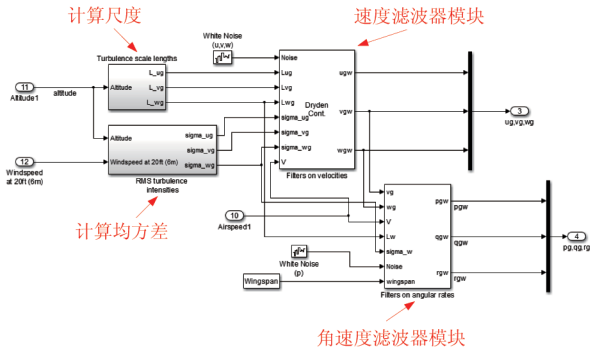 计算尺度
速度滤波器模块
White Noise
(u,v,w)
Turbulence scale lengths
11
Altitude1
altitude
Altitude
L_ug
L_vg
L_wg
Noise
Lug
Lvg
Lwg
sigma_ug
sigma_vg
sigma_wg
V
Dryden
Cont.
ugw
vgw
wgw
Filters on velocities
3
ug,vg,wg
12
Windspeed
at 20ft (6m)
Altitude
Windspeed at 20ft (6m)
sigma_ug
sigma_vg
sigma_wg
RMS turbulence
intensities
计算均方差
10
Airspeed1
White Noise
(p)
Wingspan
vg
wg
V
Lw
sigma_w
Noise
wingspan
pgw
qgw
rgw
pgw
qgw
rgw
Filters on angular rates
4
pg,qg,rg
角速度滤波器模块